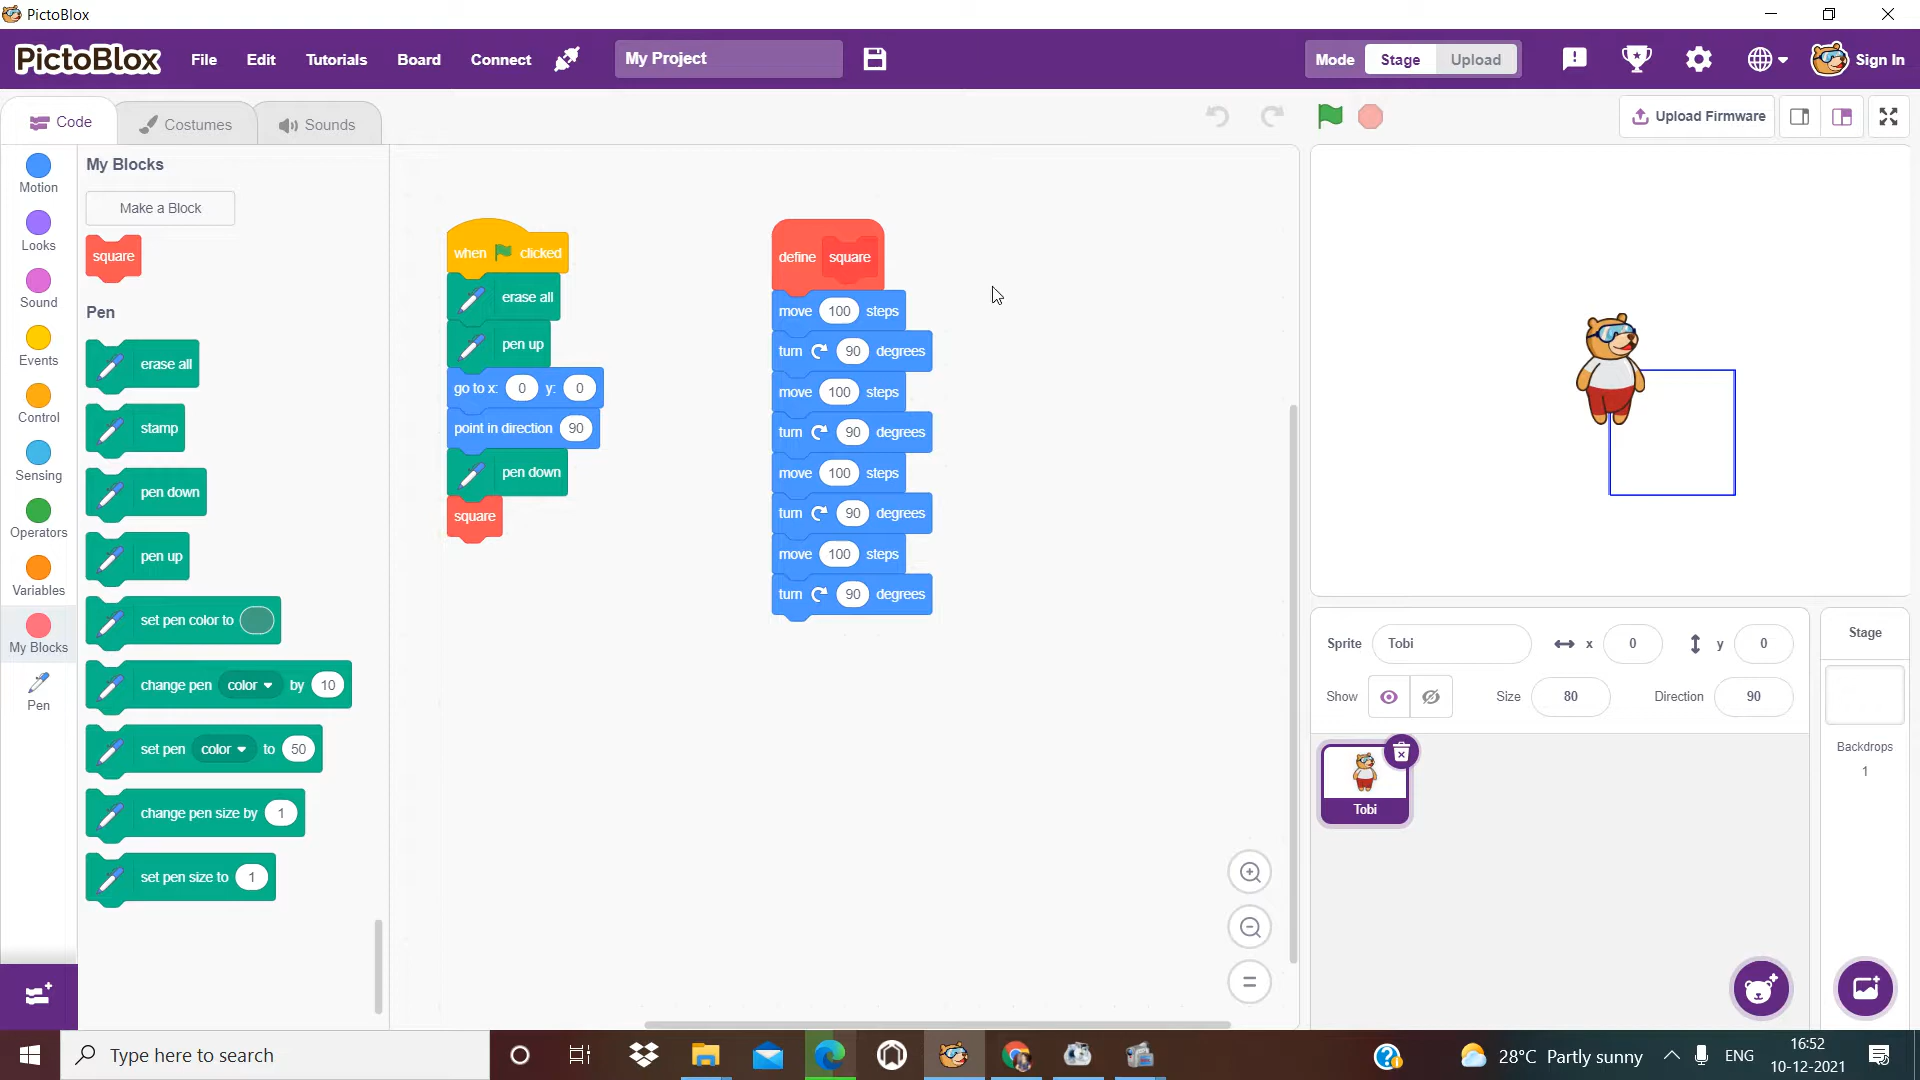 PictoBlox
PictoBlox File Edit Tutorials Board Connect My Project Mode Stage Upload Sign In
Code Costumes Sounds Upload Firmware
Motion
Looks
Sound
Events
Control
Sensing
Operators
Variables
My Blocks
Pen
My Blocks
Make a Block
square
Pen
erase all
stamp
pen down
pen up
set pen color to
change pen color by 10
set pen color to 50
change pen size by 1
set pen size to 1
when clicked
erase all
pen up
go to x: 0 y: 0
point in direction 90
pen down
square
define square
move 100 steps
turn 90 degrees
move 100 steps
turn 90 degrees
move 100 steps
turn 90 degrees
move 100 steps
turn 90 degrees
Sprite Tobi x 0 y 0
Show Size 80 Direction 90
Tobi
Stage
Backdrops
1
Type here to search
28°C Partly sunny ENG
16:52
10-12-2021